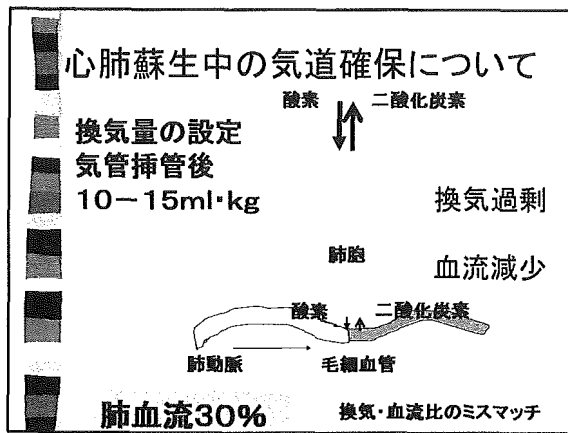 心肺蘇生中の気道確保について
酸素 二酸化炭素
換気量の設定
気管挿管後
10－15ml･kg
換気過剰
肺胞
血流減少
酸素 二酸化炭素
肺動脈 毛細血管
肺血流30%
換気・血流比のミスマッチ